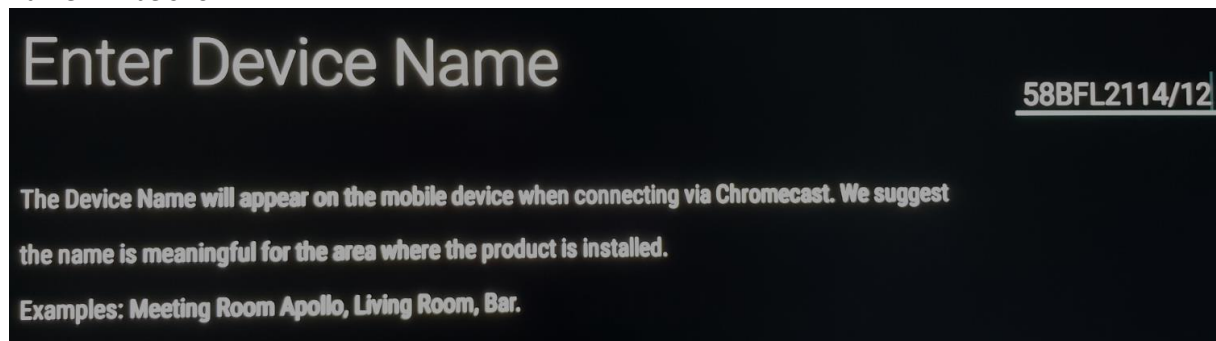 Enter Device Name
58BFL2114/12
The Device Name will appear on the mobile device when connecting via Chromecast. We suggest
the name is meaningful for the area where the product is installed.
Examples: Meeting Room Apollo, Living Room, Bar.